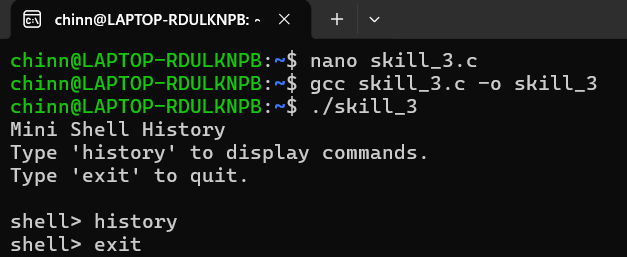 chinn@LAPTOP-RDULKNPB: ~
chinn@LAPTOP-RDULKNPB:~$ nano skill_3.c
chinn@LAPTOP-RDULKNPB:~$ gcc skill_3.c -o skill_3
chinn@LAPTOP-RDULKNPB:~$ ./skill_3
Mini Shell History
Type 'history' to display commands.
Type 'exit' to quit.
shell> history
shell> exit